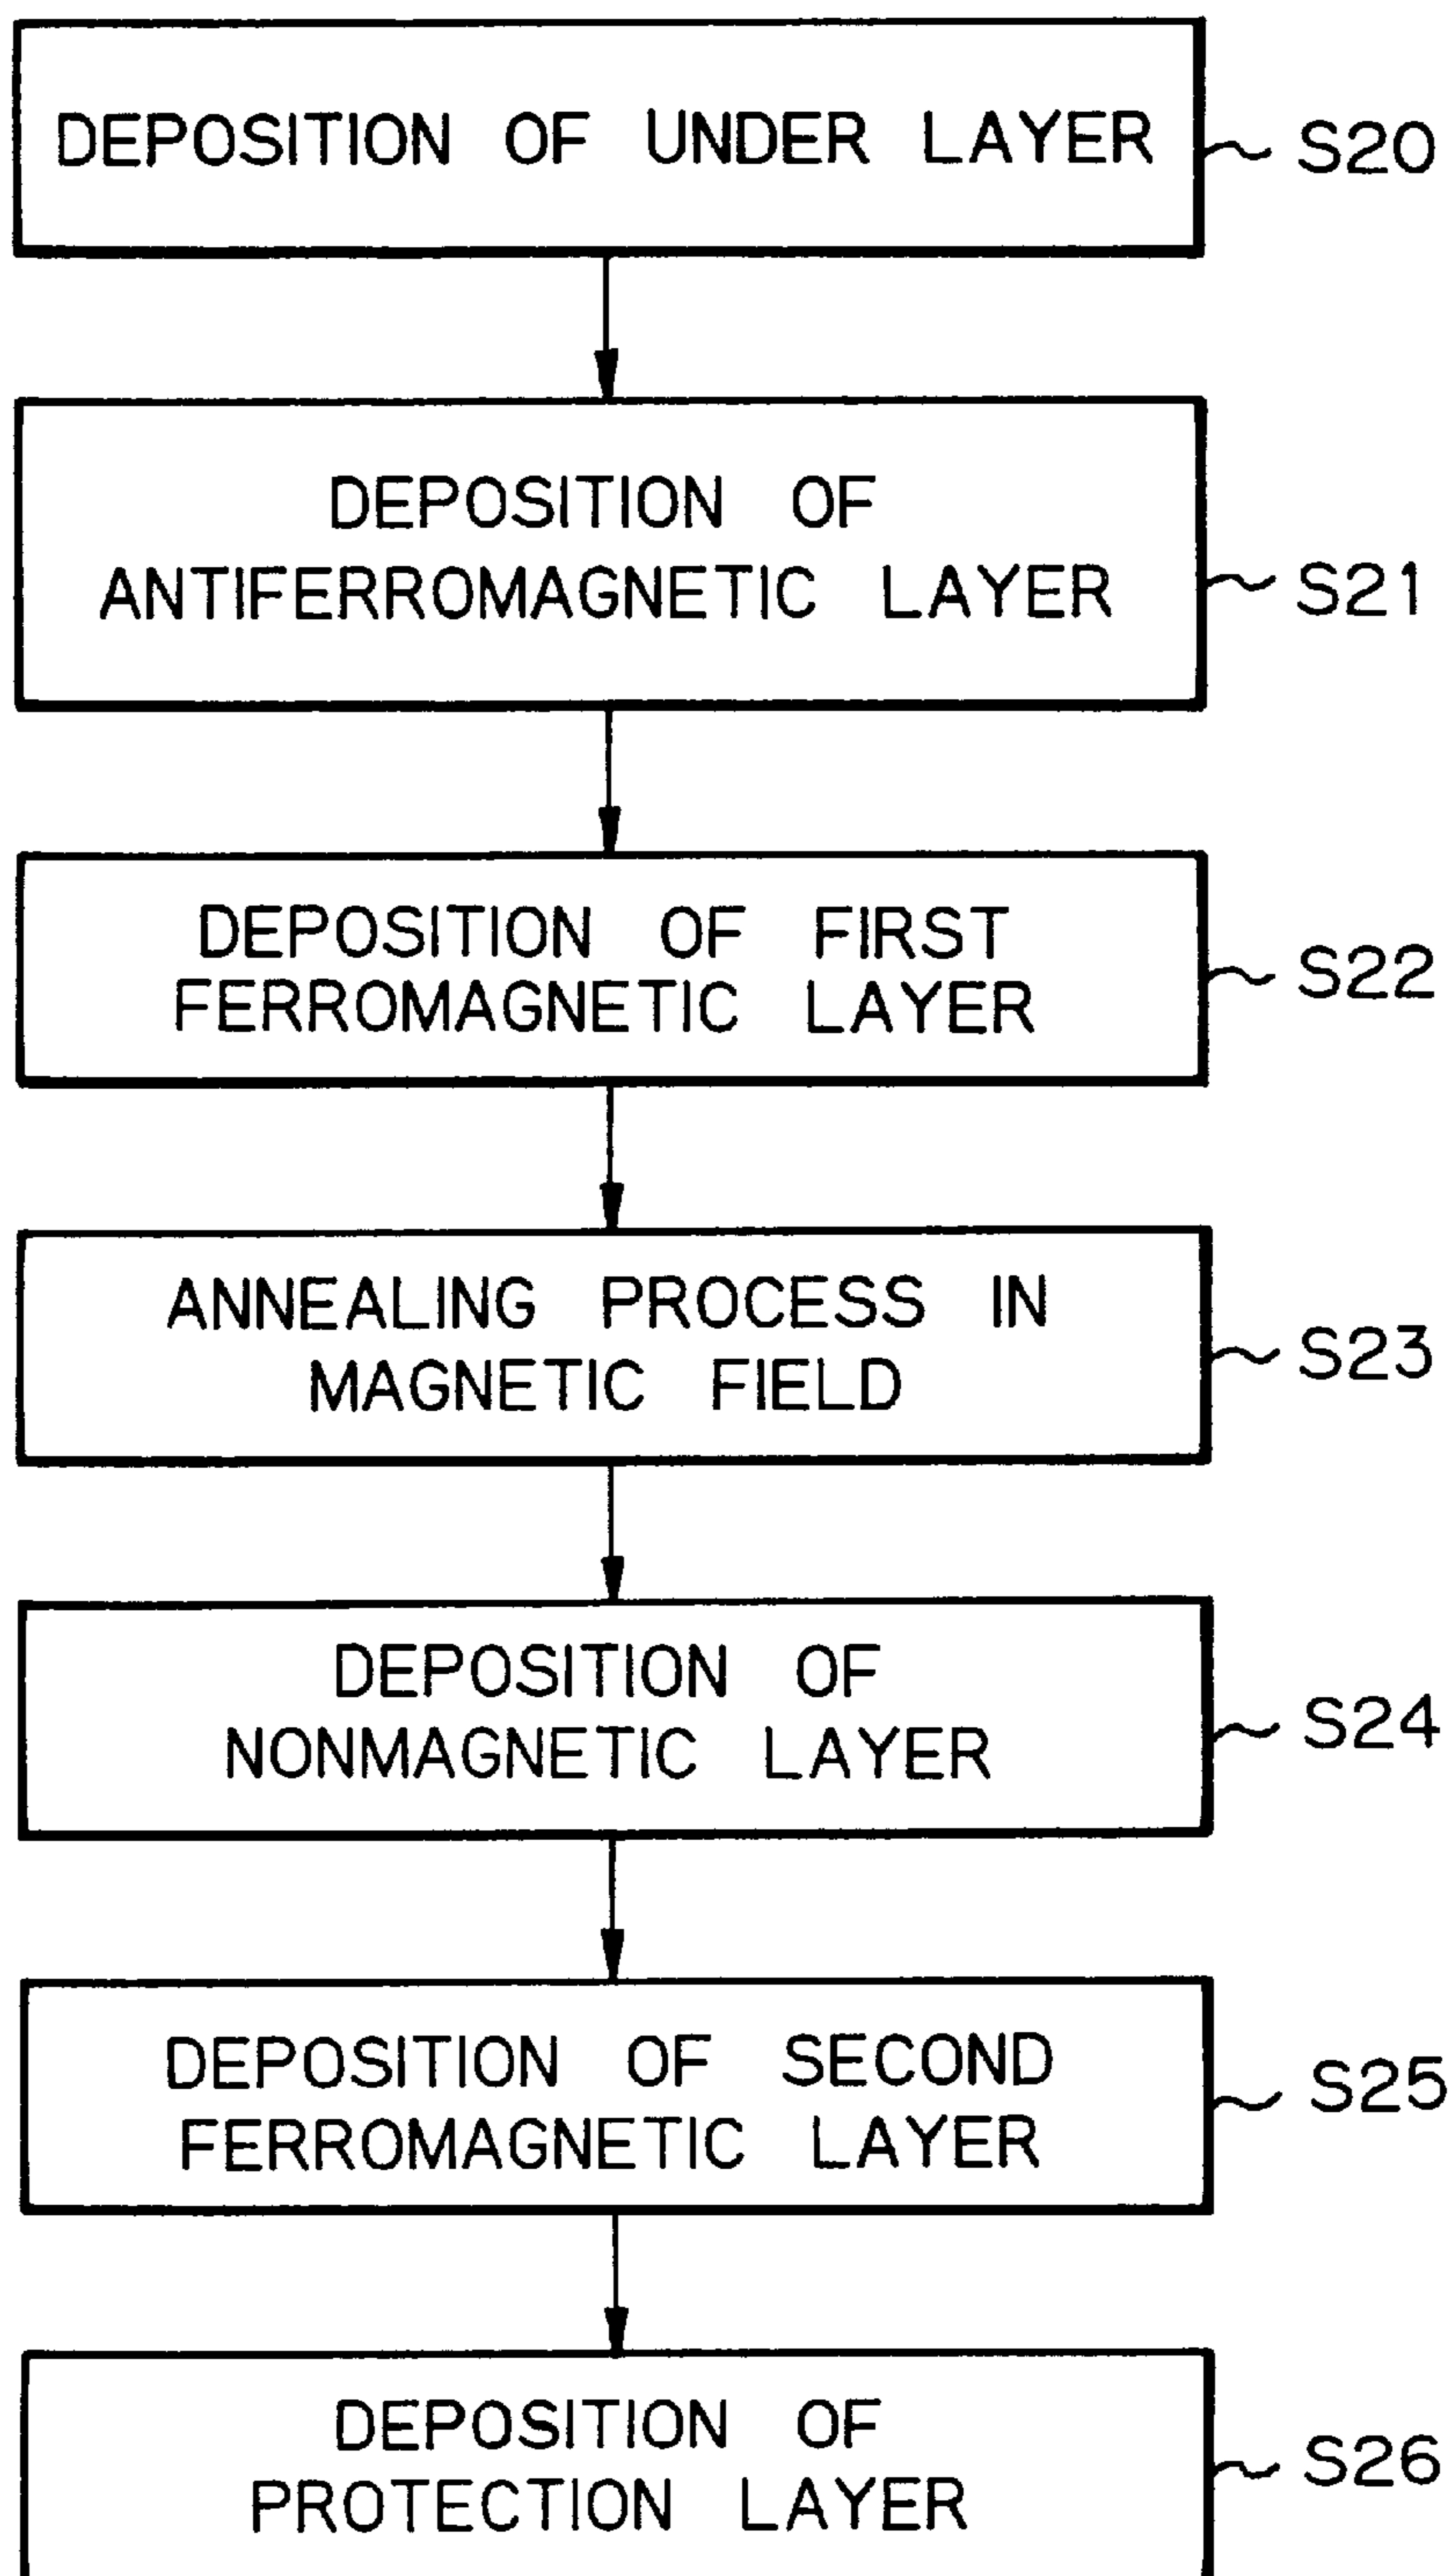 DEPOSITION OF UNDER LAYER
S20
DEPOSITION OF
ANTIFERROMAGNETIC LAYER
S21
DEPOSITION OF FIRST
FERROMAGNETIC LAYER
S22
ANNEALING PROCESS IN
MAGNETIC FIELD
S23
DEPOSITION OF
NONMAGNETIC LAYER
S24
DEPOSITION OF SECOND
FERROMAGNETIC LAYER
S25
DEPOSITION OF
PROTECTION LAYER
S26